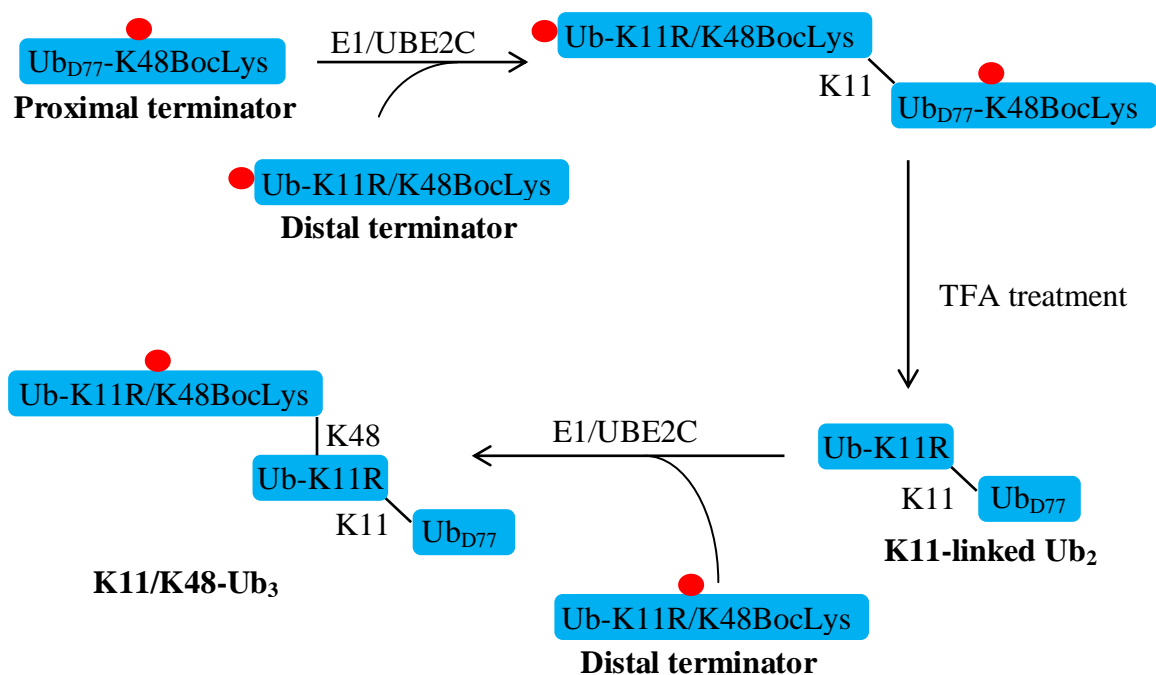 Ub_D77-K48BocLys
Proximal terminator
E1/UBE2C
Ub-K11R/K48BocLys
Distal terminator
Ub-K11R/K48BocLys
K11
Ub_D77-K48BocLys
TFA treatment
Ub-K11R
K11
Ub_D77
K11-linked Ub₂
E1/UBE2C
Ub-K11R/K48BocLys
Distal terminator
Ub-K11R/K48BocLys
K48
Ub-K11R
K11
Ub_D77
K11/K48-Ub₃